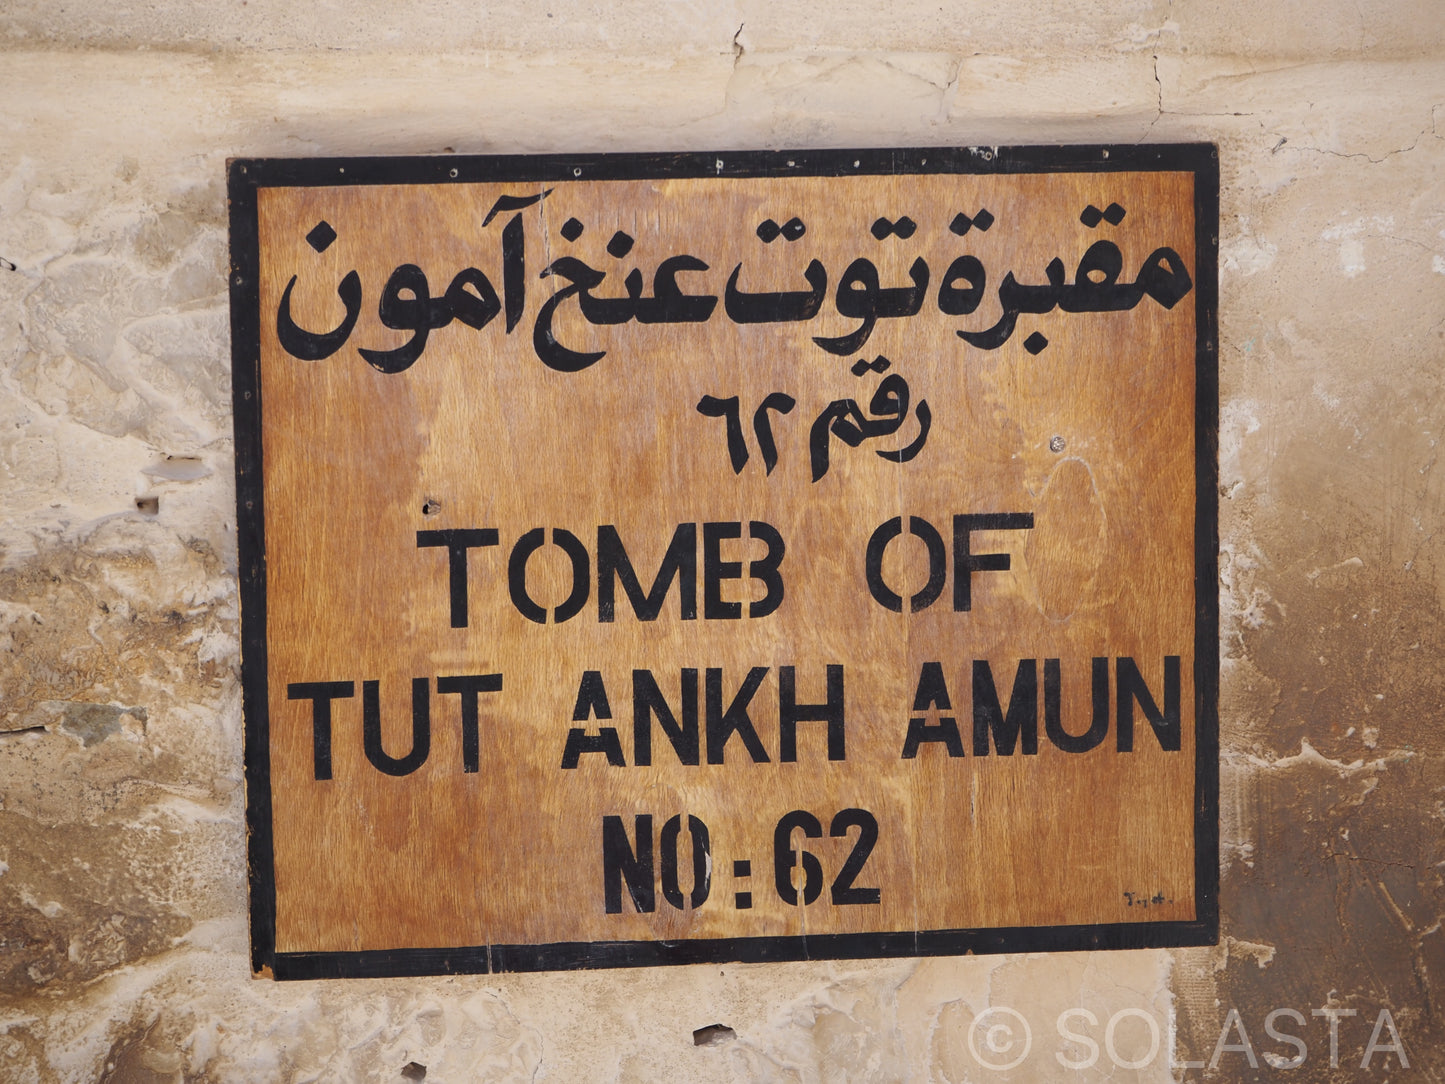 مقبرة توت عنخ آمون
رقم ٦٢
TOMB OF
TUT ANKH AMUN
NO:62
© SOLASTA